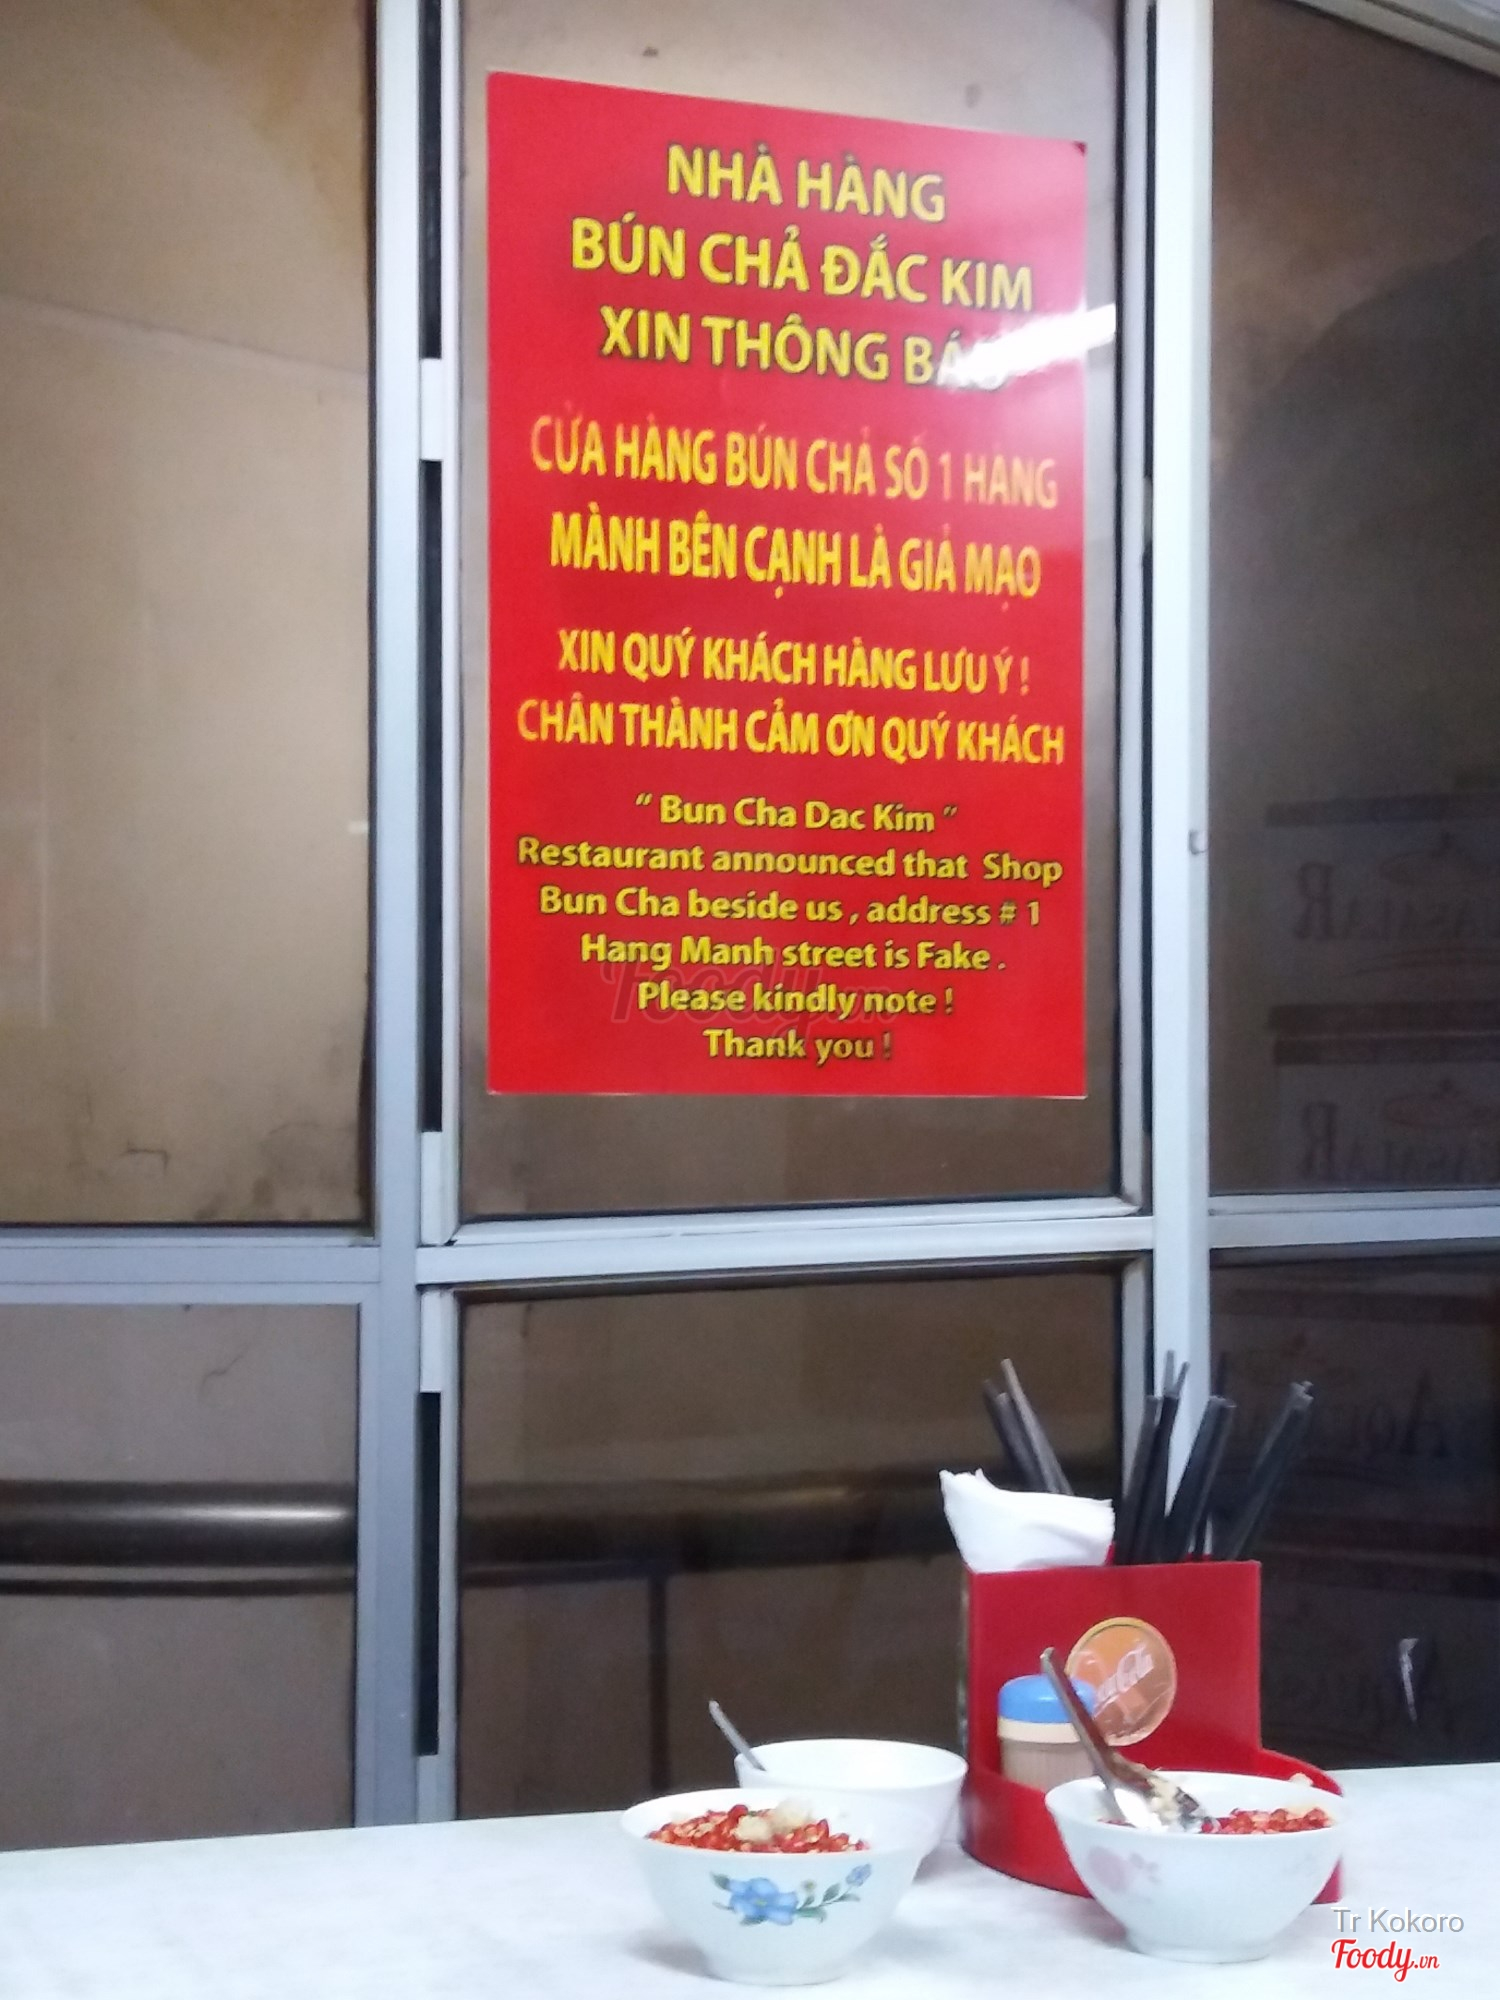 NHÀ HÀNG
BÚN CHẢ ĐẮC KIM
XIN THÔNG BÁO
CỬA HÀNG BÚN CHẢ SỐ 1 HÀNG
MÀNH BÊN CẠNH LÀ GIẢ MẠO
XIN QUÝ KHÁCH HÀNG LƯU Ý !
CHÂN THÀNH CẢM ƠN QUÝ KHÁCH
“ Bun Cha Dac Kim ”
Restaurant announced that Shop
Bun Cha beside us , address # 1
Hang Manh street is Fake .
Please kindly note !
Thank you !
Foody.vn
Tr Kokoro
Foody.vn